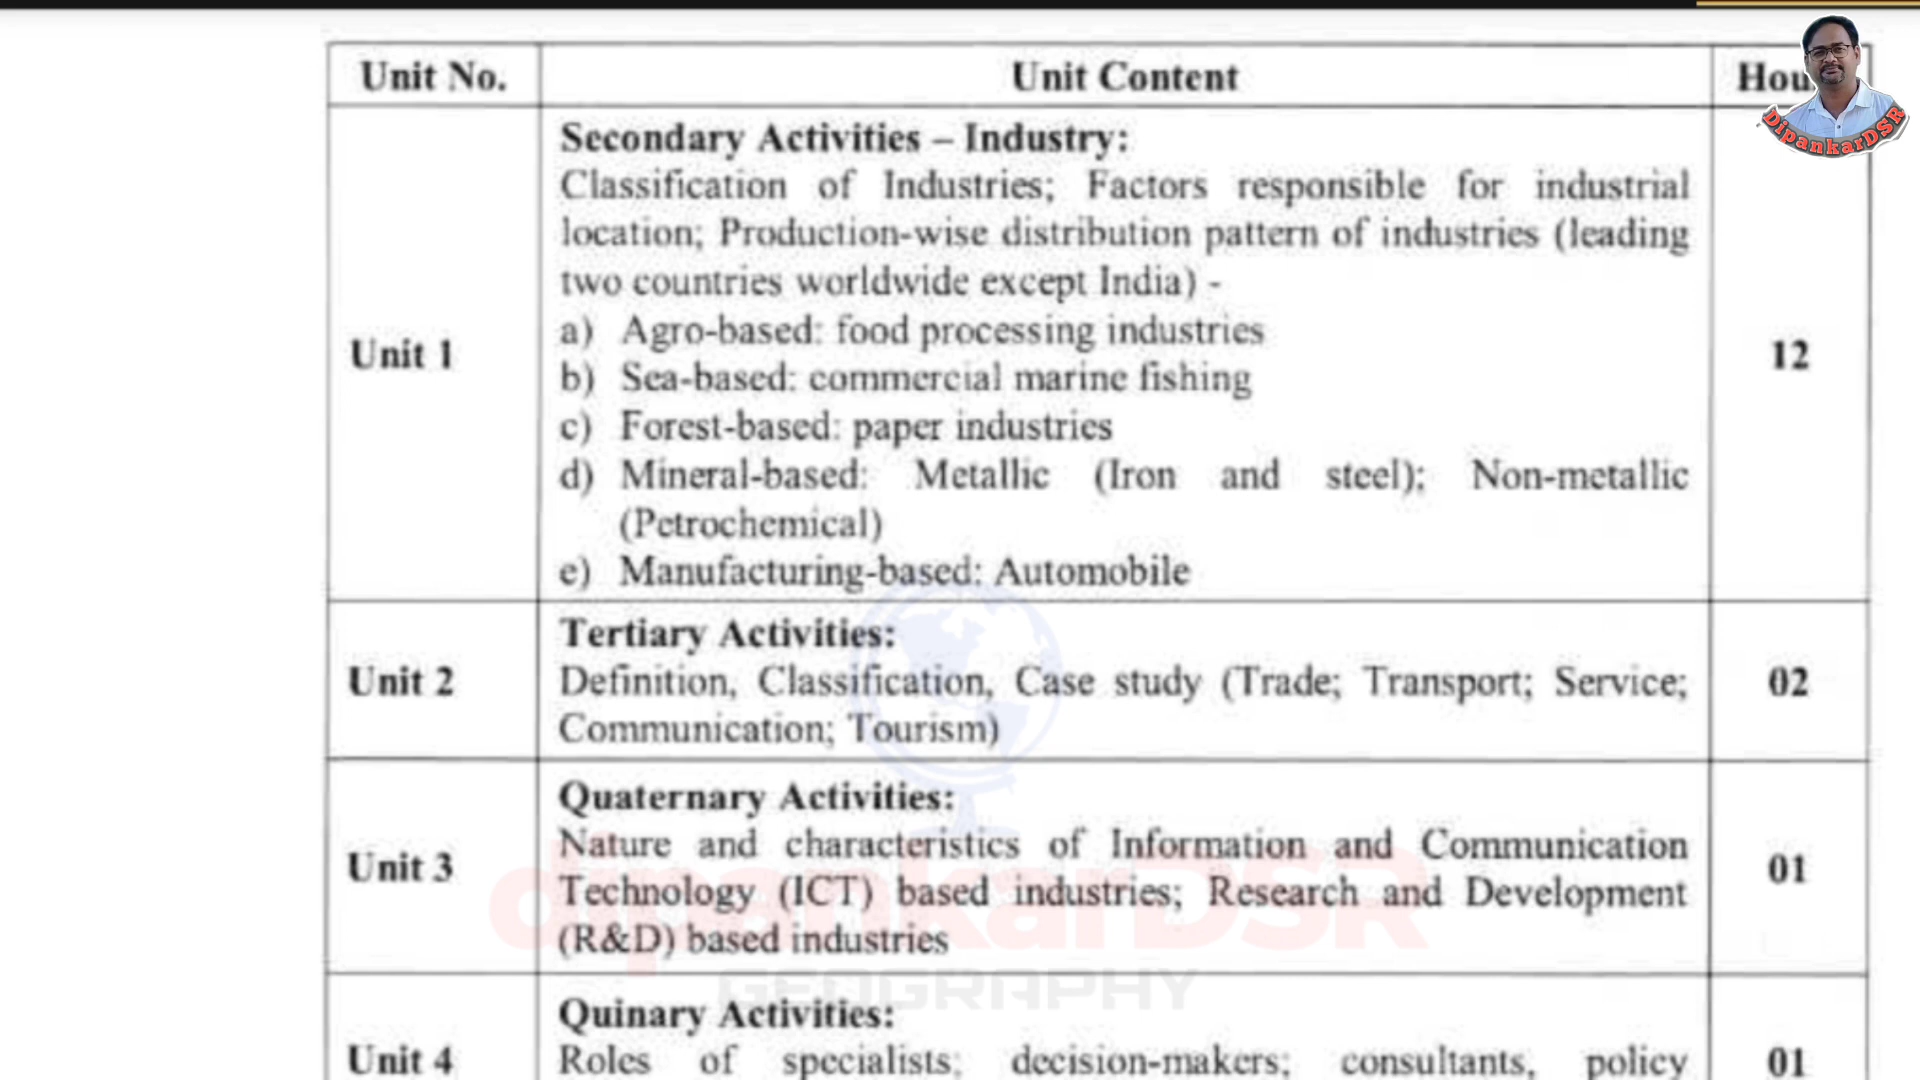 Unit No. Unit Content Hou
DipankarDSR
Secondary Activities – Industry:
Classification of Industries; Factors responsible for industrial
location; Production-wise distribution pattern of industries (leading
two countries worldwide except India) -
a) Agro-based: food processing industries
b) Sea-based: commercial marine fishing
Unit 1 12
c) Forest-based: paper industries
d) Mineral-based: Metallic (Iron and steel); Non-metallic
(Petrochemical)
e) Manufacturing-based: Automobile
Tertiary Activities:
Unit 2 Definition, Classification, Case study (Trade; Transport; Service; 02
Communication; Tourism)
Quaternary Activities:
Nature and characteristics of Information and Communication
Unit 3 Technology (ICT) based industries; Research and Development 01
(R&D) based industries
dipankarDSR
GEOGRAPHY
Quinary Activities:
Unit 4 Roles of specialists; decision-makers; consultants, policy 01